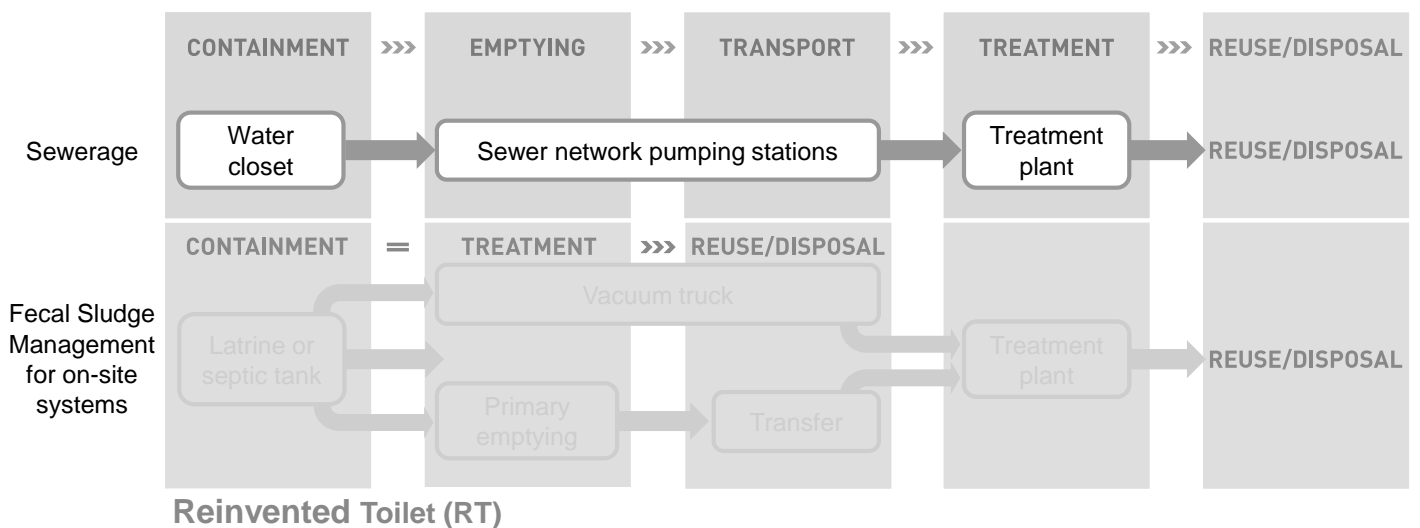 CONTAINMENT >>> EMPTYING >>> TRANSPORT >>> TREATMENT >>> REUSE/DISPOSAL
Sewerage
Water
closet
Sewer network pumping stations
Treatment
plant
REUSE/DISPOSAL
CONTAINMENT = TREATMENT >>> REUSE/DISPOSAL
Fecal Sludge
Management
for on-site
systems
Latrine or
septic tank
Vacuum truck
Primary
emptying
Transfer
Treatment
plant
REUSE/DISPOSAL
Reinvented Toilet (RT)